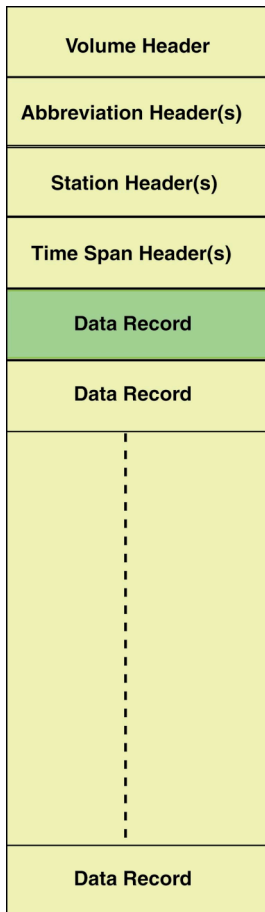 Volume Header
Abbreviation Header(s)
Station Header(s)
Time Span Header(s)
Data Record
Data Record
Data Record